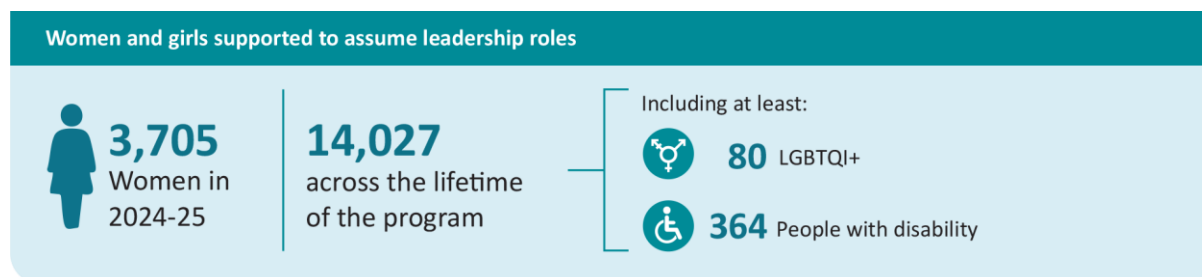 Women and girls supported to assume leadership roles
3,705
Women in
2024-25
14,027
across the lifetime
of the program
Including at least:
80 LGBTQI+
364 People with disability